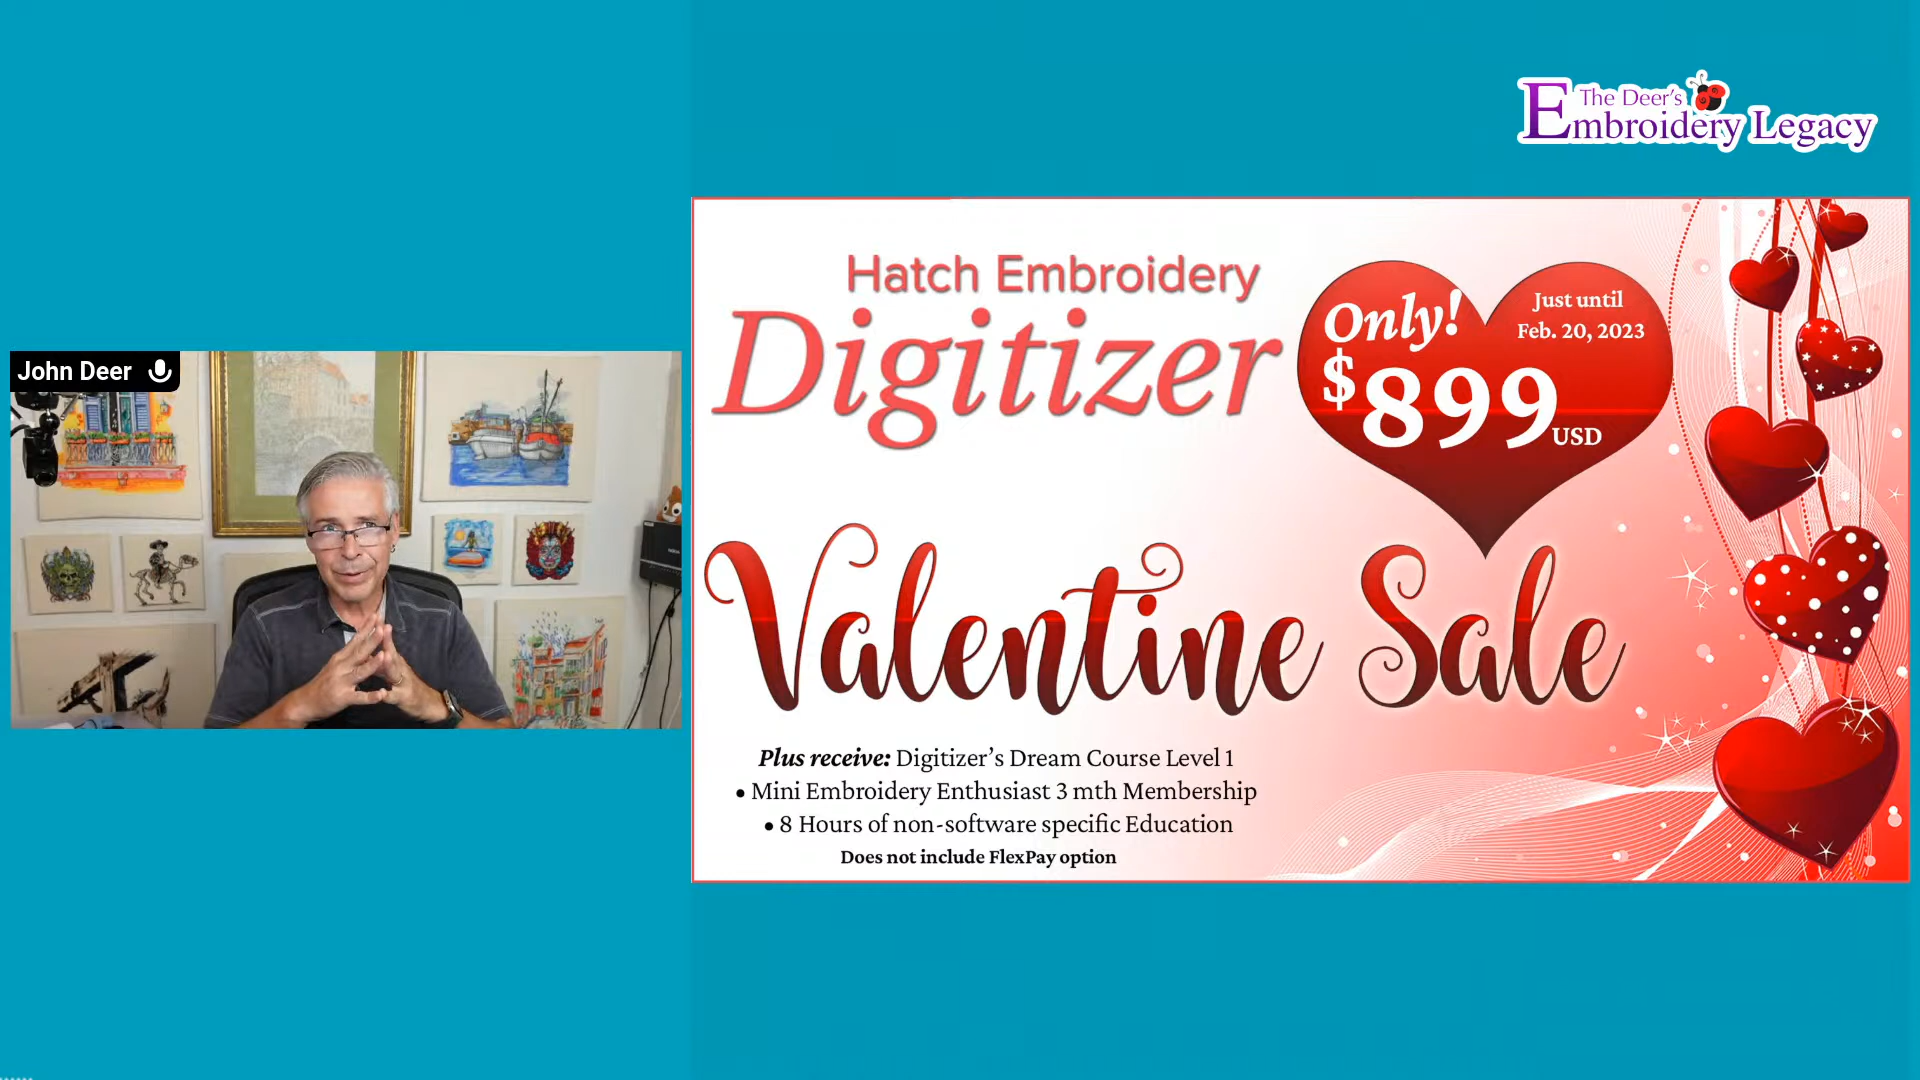 The Deer's
Embroidery Legacy
John Deer
Hatch Embroidery
Digitizer
Only!
$899 USD
Just until
Feb. 20, 2023
Valentine Sale
Plus receive: Digitizer’s Dream Course Level 1
• Mini Embroidery Enthusiast 3 mth Membership
• 8 Hours of non-software specific Education
Does not include FlexPay option